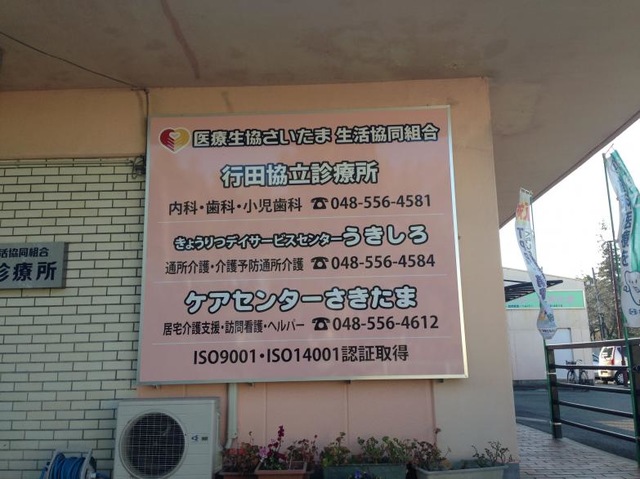 医療生協さいたま 生活協同組合
行田協立診療所
内科・歯科・小児歯科 ☎048-556-4581
きょうりつデイサービスセンターうきしろ
通所介護・介護予防通所介護 ☎048-556-4584
ケアセンターさきたま
居宅介護支援・訪問看護・ヘルパー ☎048-556-4612
ISO9001・ISO14001認証取得
活協同組合
診療所